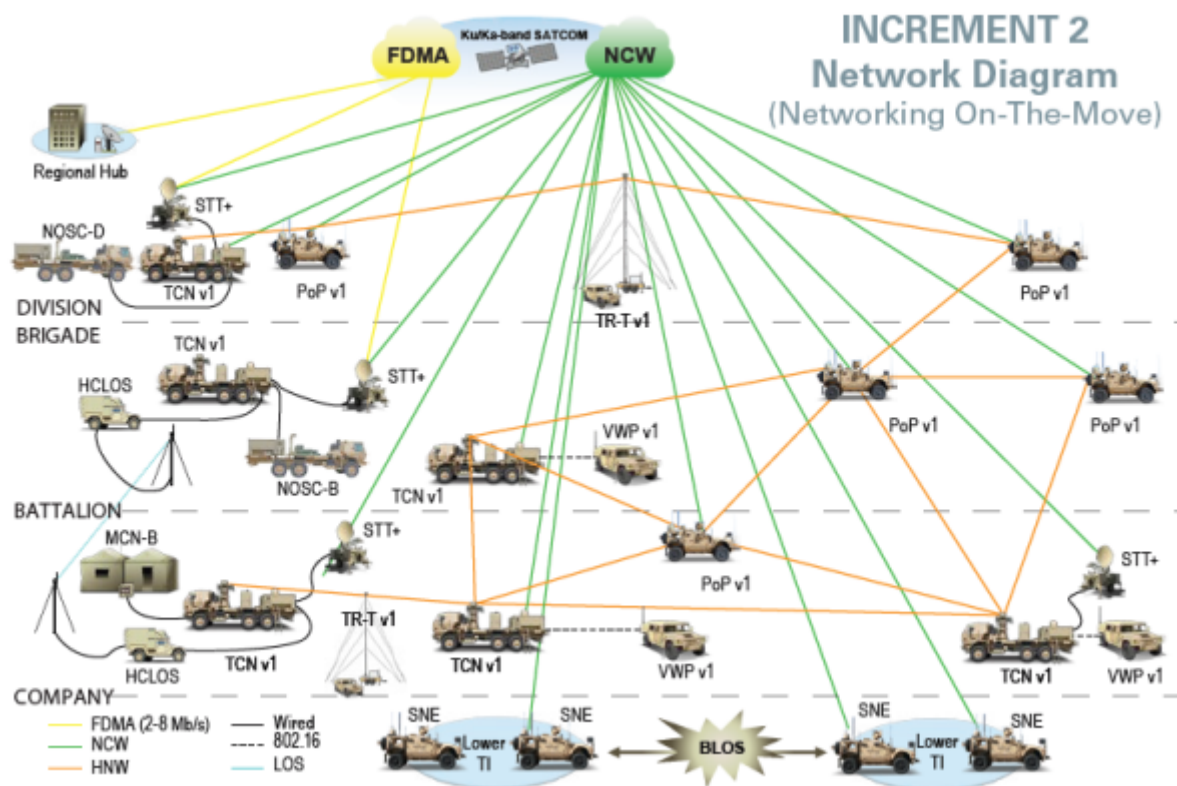 INCREMENT 2
Network Diagram
(Networking On-The-Move)
Ku/Ka-band SATCOM
FDMA
NCW
Regional Hub
STT+
NOSC-D
TCN v1
PoP v1
TR-T v1
PoP v1
DIVISION
BRIGADE
TCN v1
HCLOS
STT+
NOSC-B
PoP v1
PoP v1
VWP v1
TCN v1
BATTALION
MCN-B
STT+
PoP v1
STT+
TR-T v1
TCN v1
HCLOS
TCN v1
VWP v1
TCN v1
VWP v1
COMPANY
FDMA (2-8 Mb/s)
NCW
HNW
Wired
802.16
LOS
SNE
SNE
Lower
TI
BLOS
SNE
SNE
Lower
TI